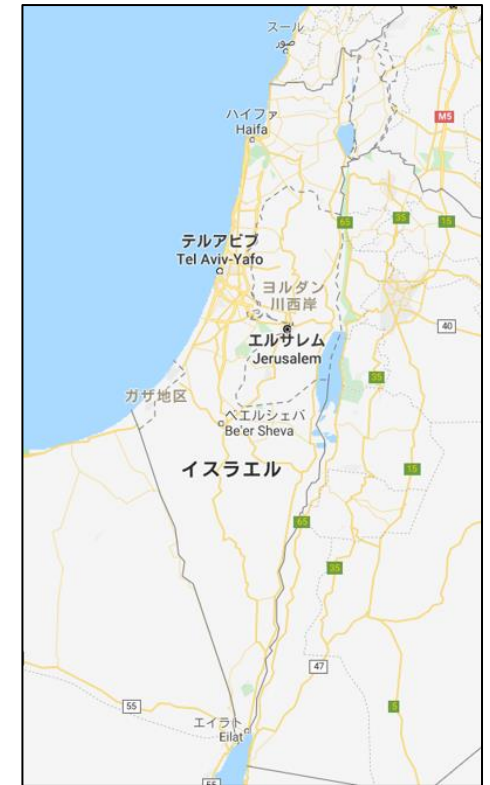 スール
صور
ハイファ
Haifa
M5
65
35
15
テルアビブ
Tel Aviv-Yafo
ヨルダン
川西岸
40
エルサレム
Jerusalem
35
ガザ地区
ベエルシェバ
Be'er Sheva
イスラエル
15
65
35
47
55
5
エイラト
Eilat
55